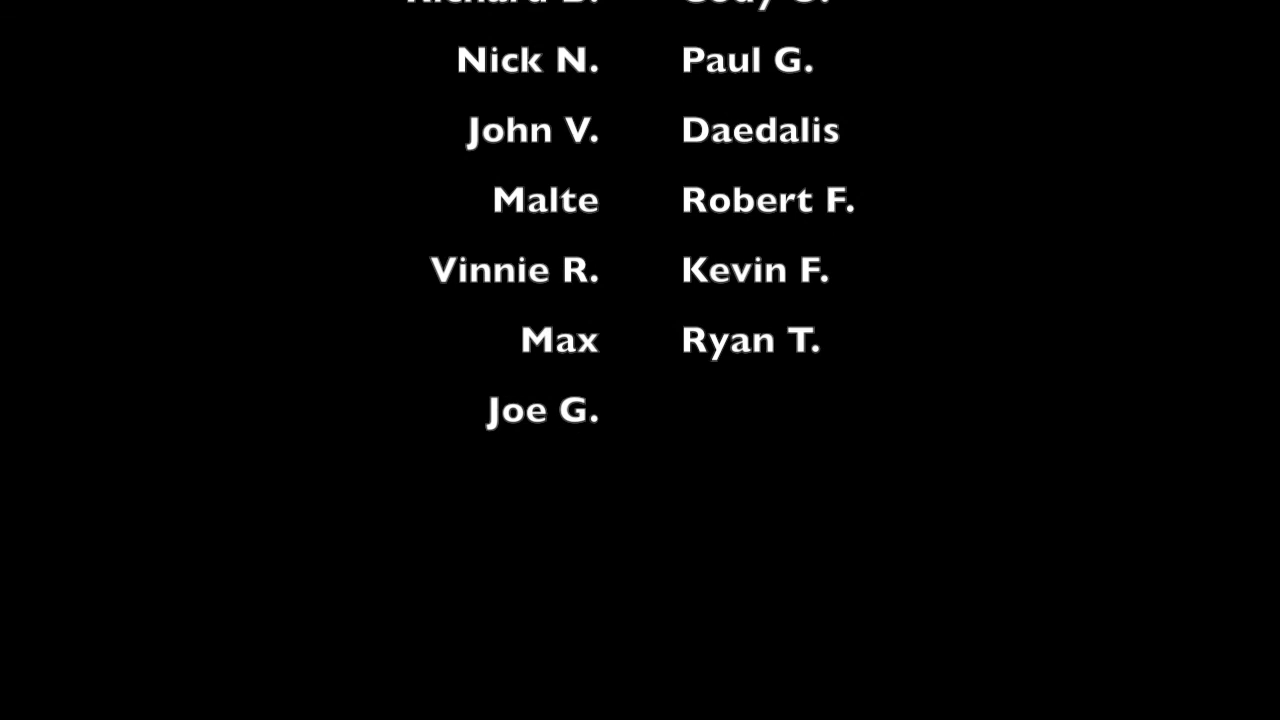 Nick N. Paul G.
John V. Daedalis
Malte Robert F.
Vinnie R. Kevin F.
Max Ryan T.
Joe G.